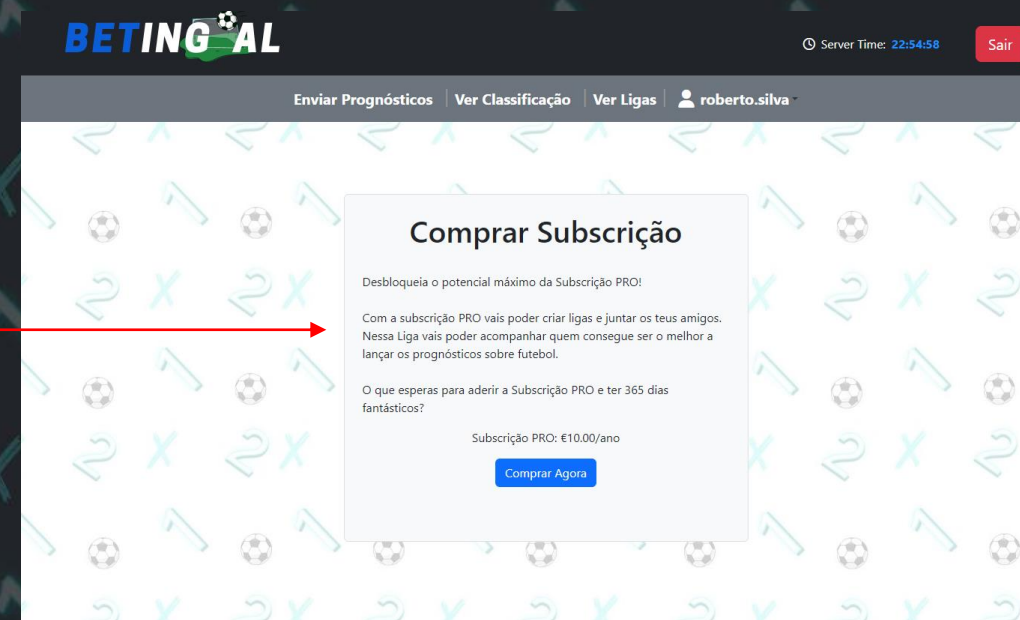 BETINGOAL
Server Time: 22:54:58
Sair
Enviar Prognósticos
Ver Classificação
Ver Ligas
roberto.silva
Comprar Subscrição
Desbloqueia o potencial máximo da Subscrição PRO!
Com a subscrição PRO vais poder criar ligas e juntar os teus amigos.
Nessa Liga vais poder acompanhar quem consegue ser o melhor a
lançar os prognósticos sobre futebol.
O que esperas para aderir a Subscrição PRO e ter 365 dias
fantásticos?
Subscrição PRO: €10.00/ano
Comprar Agora